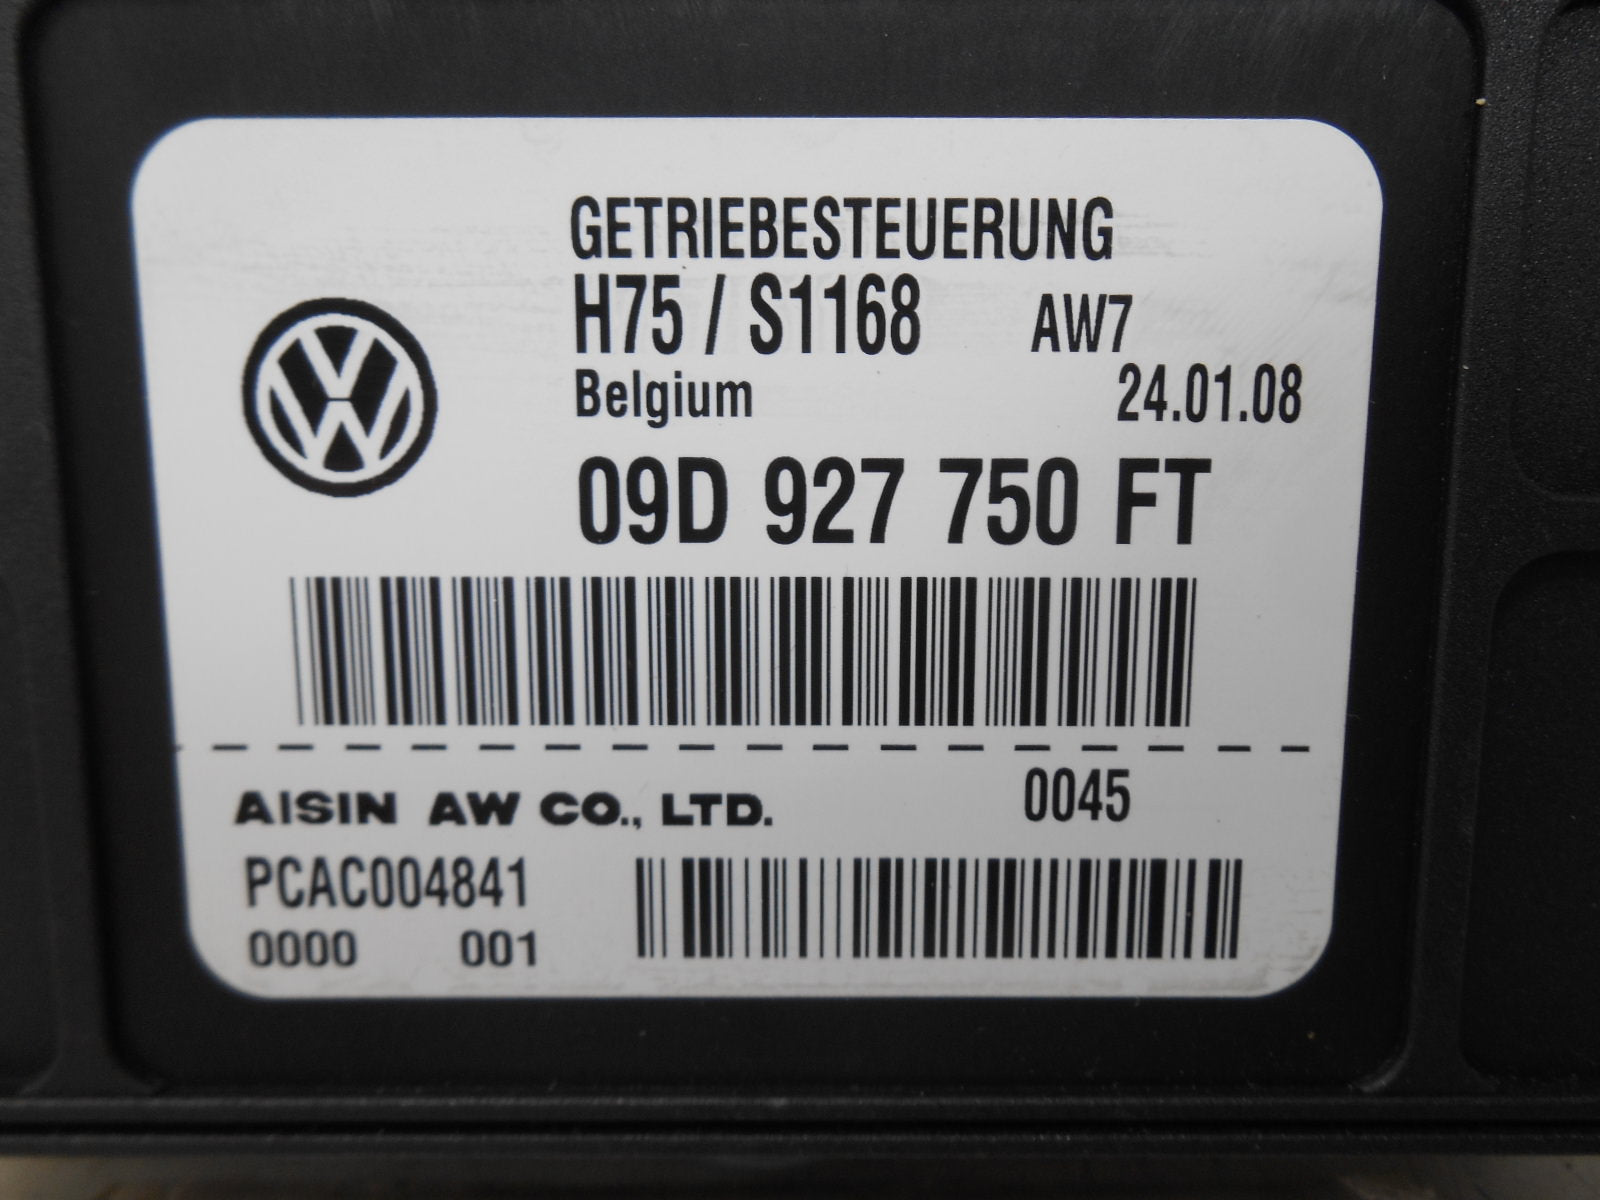 GETRIEBESTEUERUNG
H75 / S1168 AW7
Belgium 24.01.08
09D 927 750 FT
AISIN AW CO., LTD. 0045
PCAC004841
0000 001